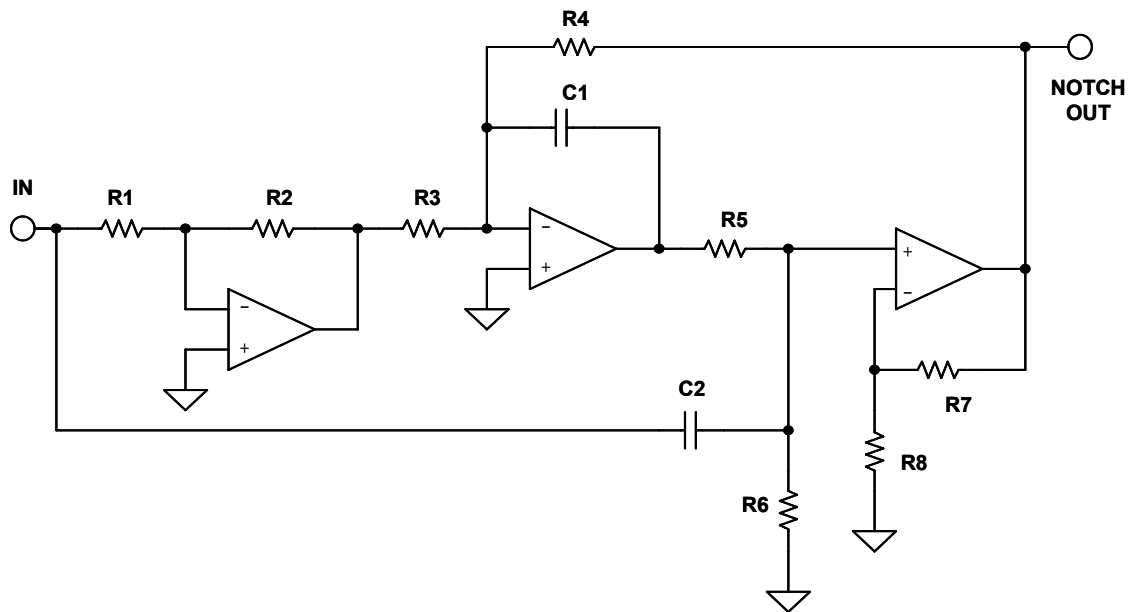 R4
C1
NOTCH
OUT
IN
R1
R2
R3
R5
-
+
+
-
-
+
C2
R7
R8
R6